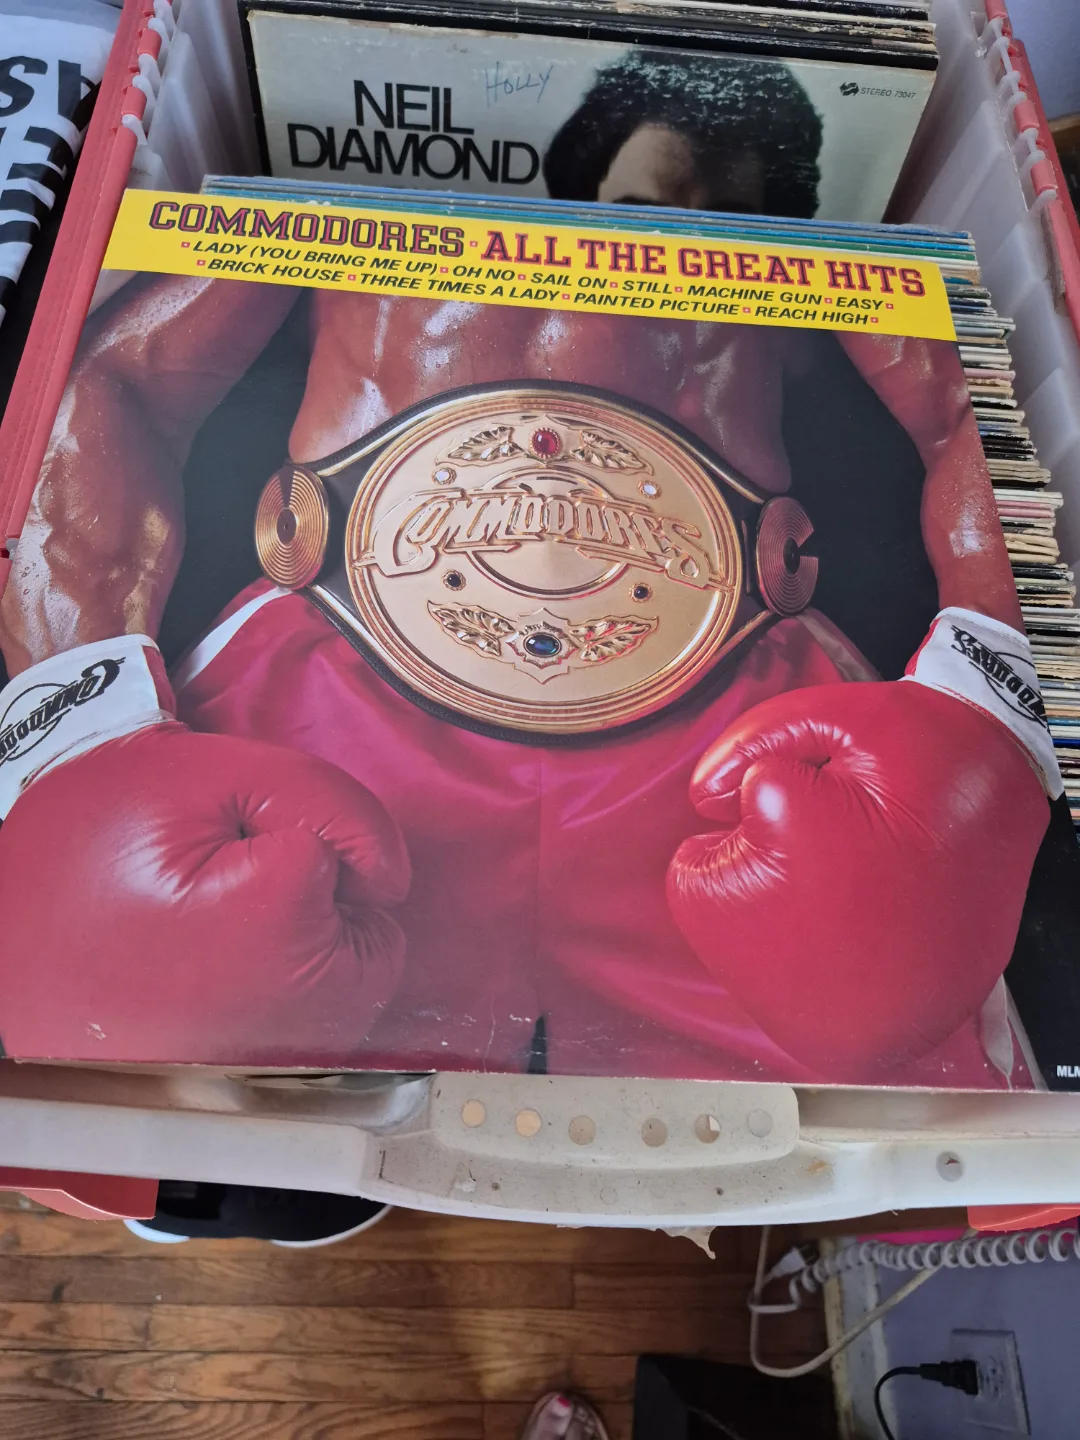 HOLLY
NEIL
DIAMOND
STEREO 73047
COMMODORES · ALL THE GREAT HITS
LADY (YOU BRING ME UP) OH NO SAIL ON STILL MACHINE GUN EASY
BRICK HOUSE THREE TIMES A LADY PAINTED PICTURE REACH HIGH
COMMODORES
COMMODORES
COMMODORES